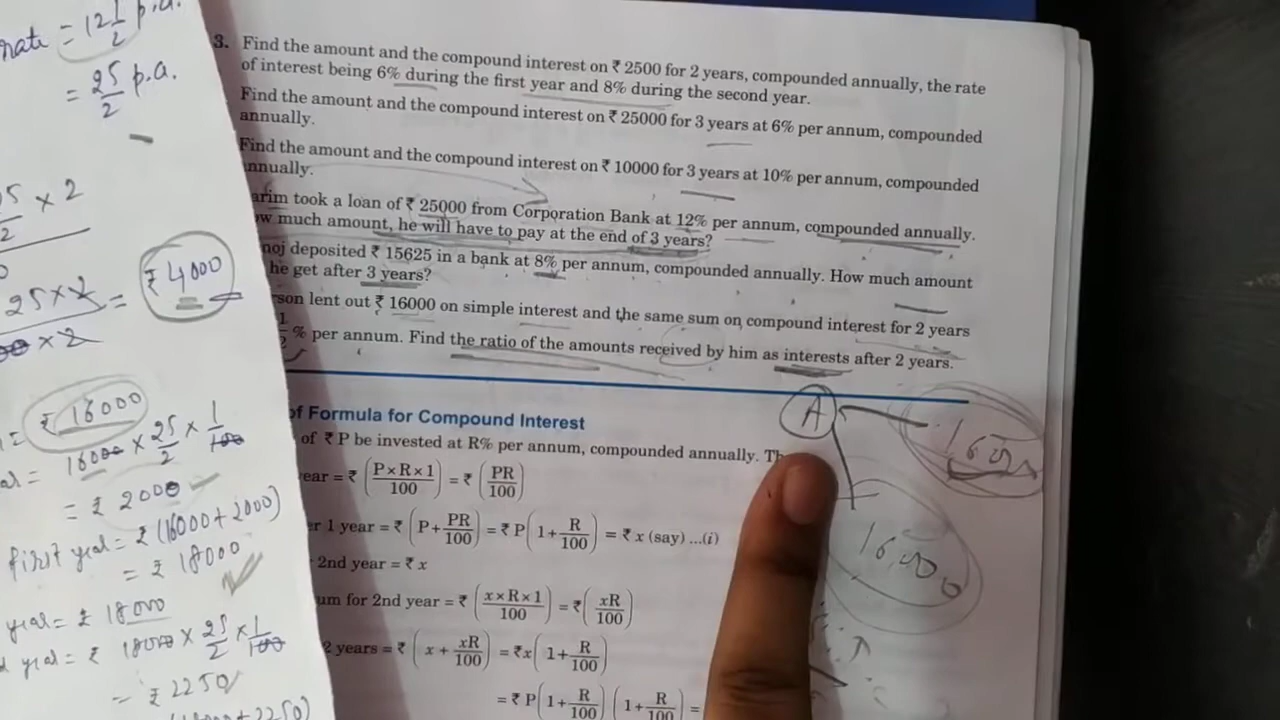 rate = 12 1/2 p.a.
= 25/2 p.a.
× 2
25 × 2
= ₹ 4000
× 2
₹ 16000
= 16000 × 25/2 × 1/100
= ₹ 2000
first year = ₹ (16000 + 2000)
= ₹ 18000
year = ₹ 18000
year = ₹ 18000 × 25/2 × 1/100
= ₹ 2250
3. Find the amount and the compound interest on ₹ 2500 for 2 years, compounded annually, the rate
of interest being 6% during the first year and 8% during the second year.
Find the amount and the compound interest on ₹ 25000 for 3 years at 6% per annum, compounded
annually.
Find the amount and the compound interest on ₹ 10000 for 3 years at 10% per annum, compounded
nnually.
arim took a loan of ₹ 25000 from Corporation Bank at 12% per annum, compounded annually.
ow much amount, he will have to pay at the end of 3 years?
noj deposited ₹ 15625 in a bank at 8% per annum, compounded annually. How much amount
he get after 3 years?
son lent out ₹ 16000 on simple interest and the same sum on compound interest for 2 years
1/2 % per annum. Find the ratio of the amounts received by him as interests after 2 years.
of Formula for Compound Interest
of ₹ P be invested at R% per annum, compounded annually. Th
ear = ₹ (P×R×1/100) = ₹ (PR/100)
er 1 year = ₹ (P+PR/100) = ₹ P(1+R/100) = ₹ x (say) ...(i)
2nd year = ₹ x
um for 2nd year = ₹ (x×R×1/100) = ₹ (xR/100)
2 years = ₹ (x + xR/100) = ₹x(1+R/100)
= ₹ P(1+R/100)(1+R/100) =
A
16,000